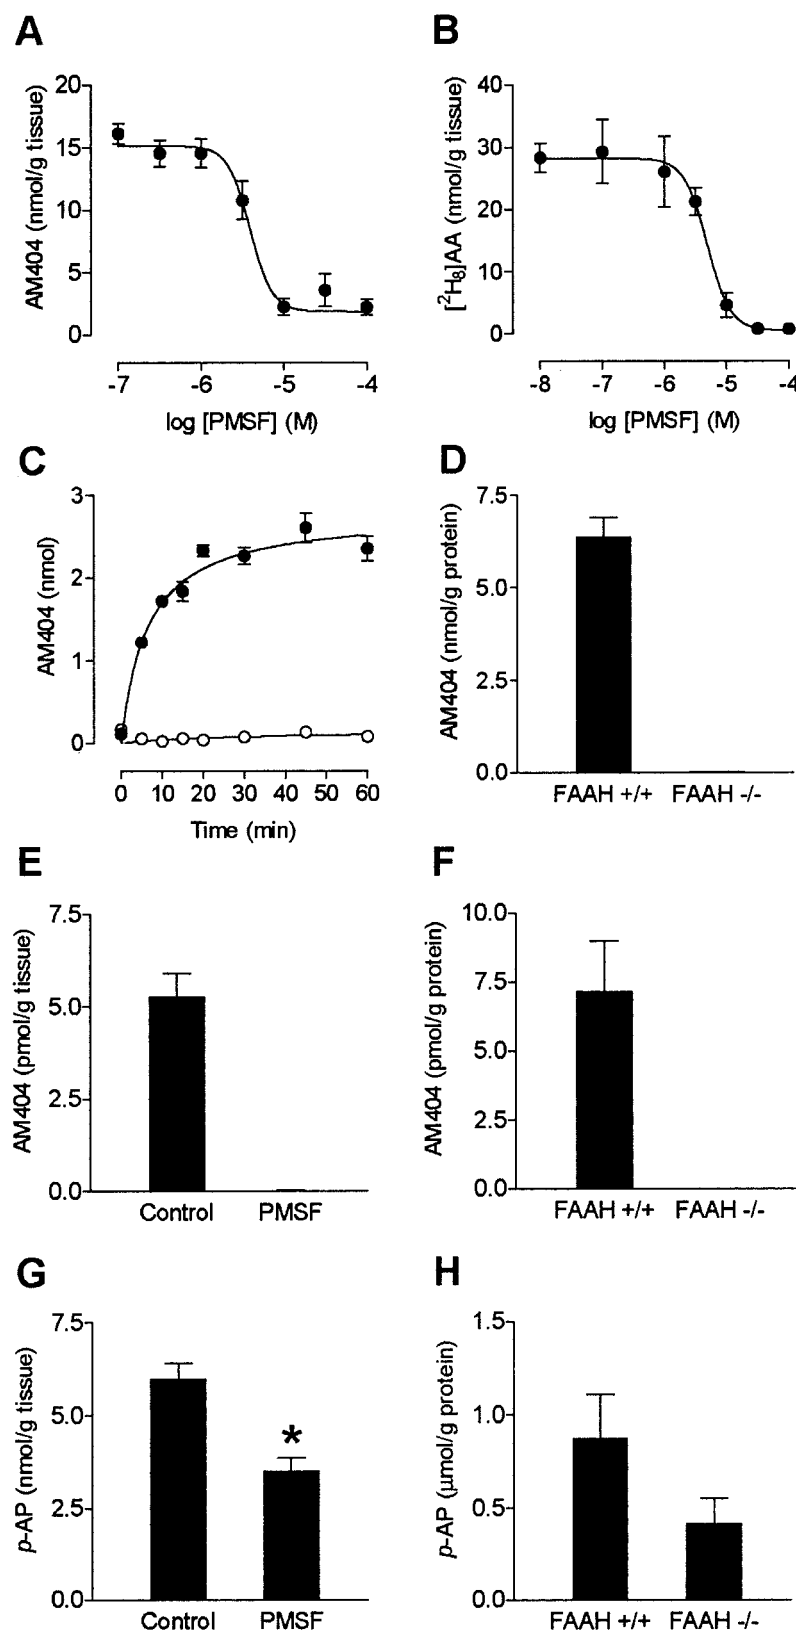 A
AM404 (nmol/g tissue)
20
15
10
5
0
-7 -6 -5 -4
log [PMSF] (M)
B
[²H₈]AA (nmol/g tissue)
40
30
20
10
0
-8 -7 -6 -5 -4
log [PMSF] (M)
C
AM404 (nmol)
3
2
1
0
0 10 20 30 40 50 60
Time (min)
D
AM404 (nmol/g protein)
7.5
5.0
2.5
0.0
FAAH +/+ FAAH -/-
E
AM404 (pmol/g tissue)
7.5
5.0
2.5
0.0
Control PMSF
F
AM404 (pmol/g protein)
10.0
7.5
5.0
2.5
0.0
FAAH +/+ FAAH -/-
G
p-AP (nmol/g tissue)
7.5
5.0
2.5
0.0
*
Control PMSF
H
p-AP (μmol/g protein)
1.5
1.0
0.5
0.0
FAAH +/+ FAAH -/-